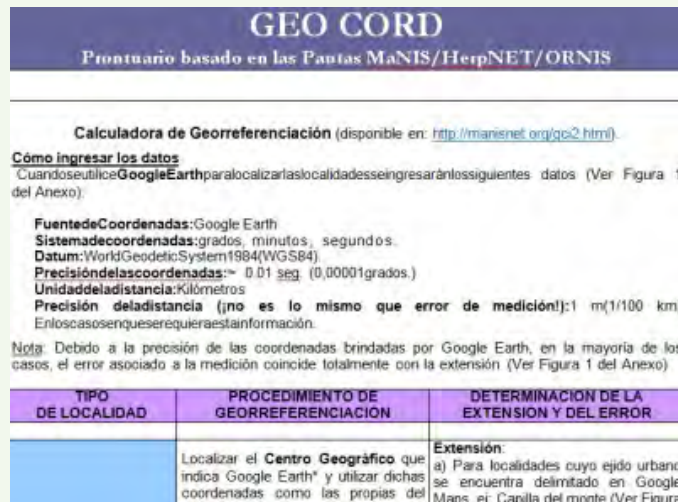 GEO CORD
Prontuario basado en las Pautas MaNIS/HerpNET/ORNIS
Calculadora de Georreferenciación (disponible en: http://manisnet.org/gci2.html).
Cómo ingresar los datos
CuandoseutiliceGoogleEarthparalocalizarlaslocalidadesseingresaránlossiguientes datos (Ver Figura 1
del Anexo):
FuentedeCoordenadas:Google Earth
Sistemadecoordenadas:grados, minutos, segundos.
Datum:WorldGeodeticSystem1984(WGS84).
Precisióndelascoordenadas:~ 0.01 seg. (0,00001grados.)
Unidaddeladistancia:Kilómetros
Precisión deladistancia (¡no es lo mismo que error de medición!):1 m(1/100 km
Enloscasosenqueserequieraestainformación.
Nota: Debido a la precisión de las coordenadas brindadas por Google Earth, en la mayoría de los
casos, el error asociado a la medición coincide totalmente con la extensión (Ver Figura 1 del Anexo)
TIPO
DE LOCALIDAD
PROCEDIMIENTO DE
GEORREFERENCIACIÓN
DETERMINACION DE LA
EXTENSION Y DEL ERROR
Localizar el Centro Geográfico que
indica Google Earth* y utilizar dichas
coordenadas como las propias del
Extensión:
a) Para localidades cuyo ejido urbano
se encuentra delimitado en Google
Maps, ej: Capilla del monte (Ver Figura